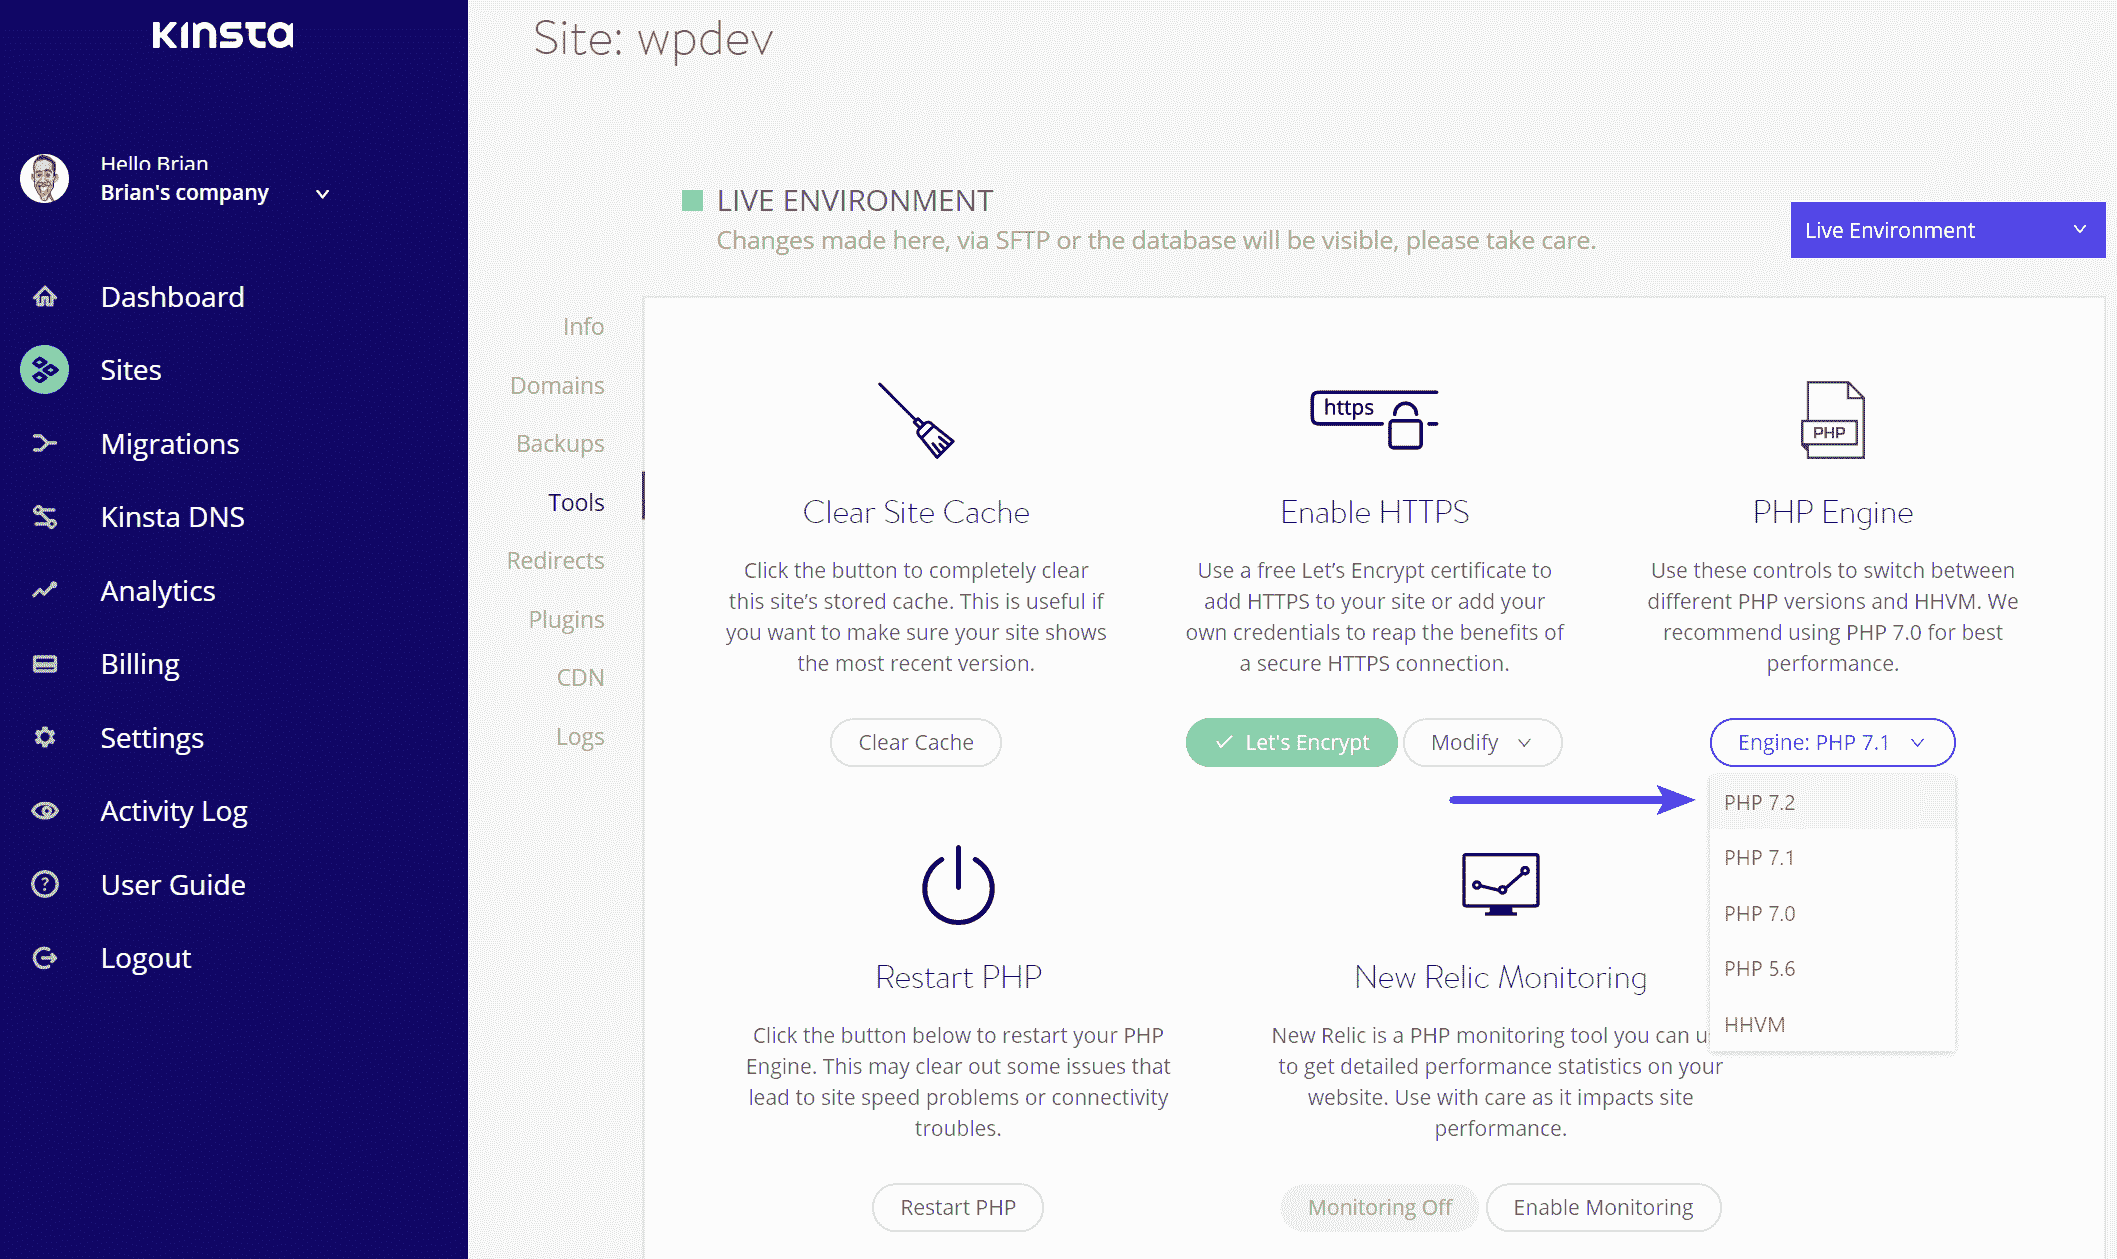 KINSTA
Hello Brian
Brian's company
Dashboard
Sites
Migrations
Kinsta DNS
Analytics
Billing
Settings
Activity Log
User Guide
Logout
Site: wpdev
LIVE ENVIRONMENT
Changes made here, via SFTP or the database will be visible, please take care.
Live Environment
Info
Domains
Backups
Tools
Redirects
Plugins
CDN
Logs
Clear Site Cache
Click the button to completely clear
this site's stored cache. This is useful if
you want to make sure your site shows
the most recent version.
Clear Cache
https
Enable HTTPS
Use a free Let's Encrypt certificate to
add HTTPS to your site or add your
own credentials to reap the benefits of
a secure HTTPS connection.
Let's Encrypt
Modify
PHP
PHP Engine
Use these controls to switch between
different PHP versions and HHVM. We
recommend using PHP 7.0 for best
performance.
Engine: PHP 7.1
PHP 7.2
PHP 7.1
PHP 7.0
PHP 5.6
HHVM
Restart PHP
Click the button below to restart your PHP
Engine. This may clear out some issues that
lead to site speed problems or connectivity
troubles.
Restart PHP
New Relic Monitoring
New Relic is a PHP monitoring tool you can
to get detailed performance statistics on your
website. Use with care as it impacts site
performance.
Monitoring Off
Enable Monitoring